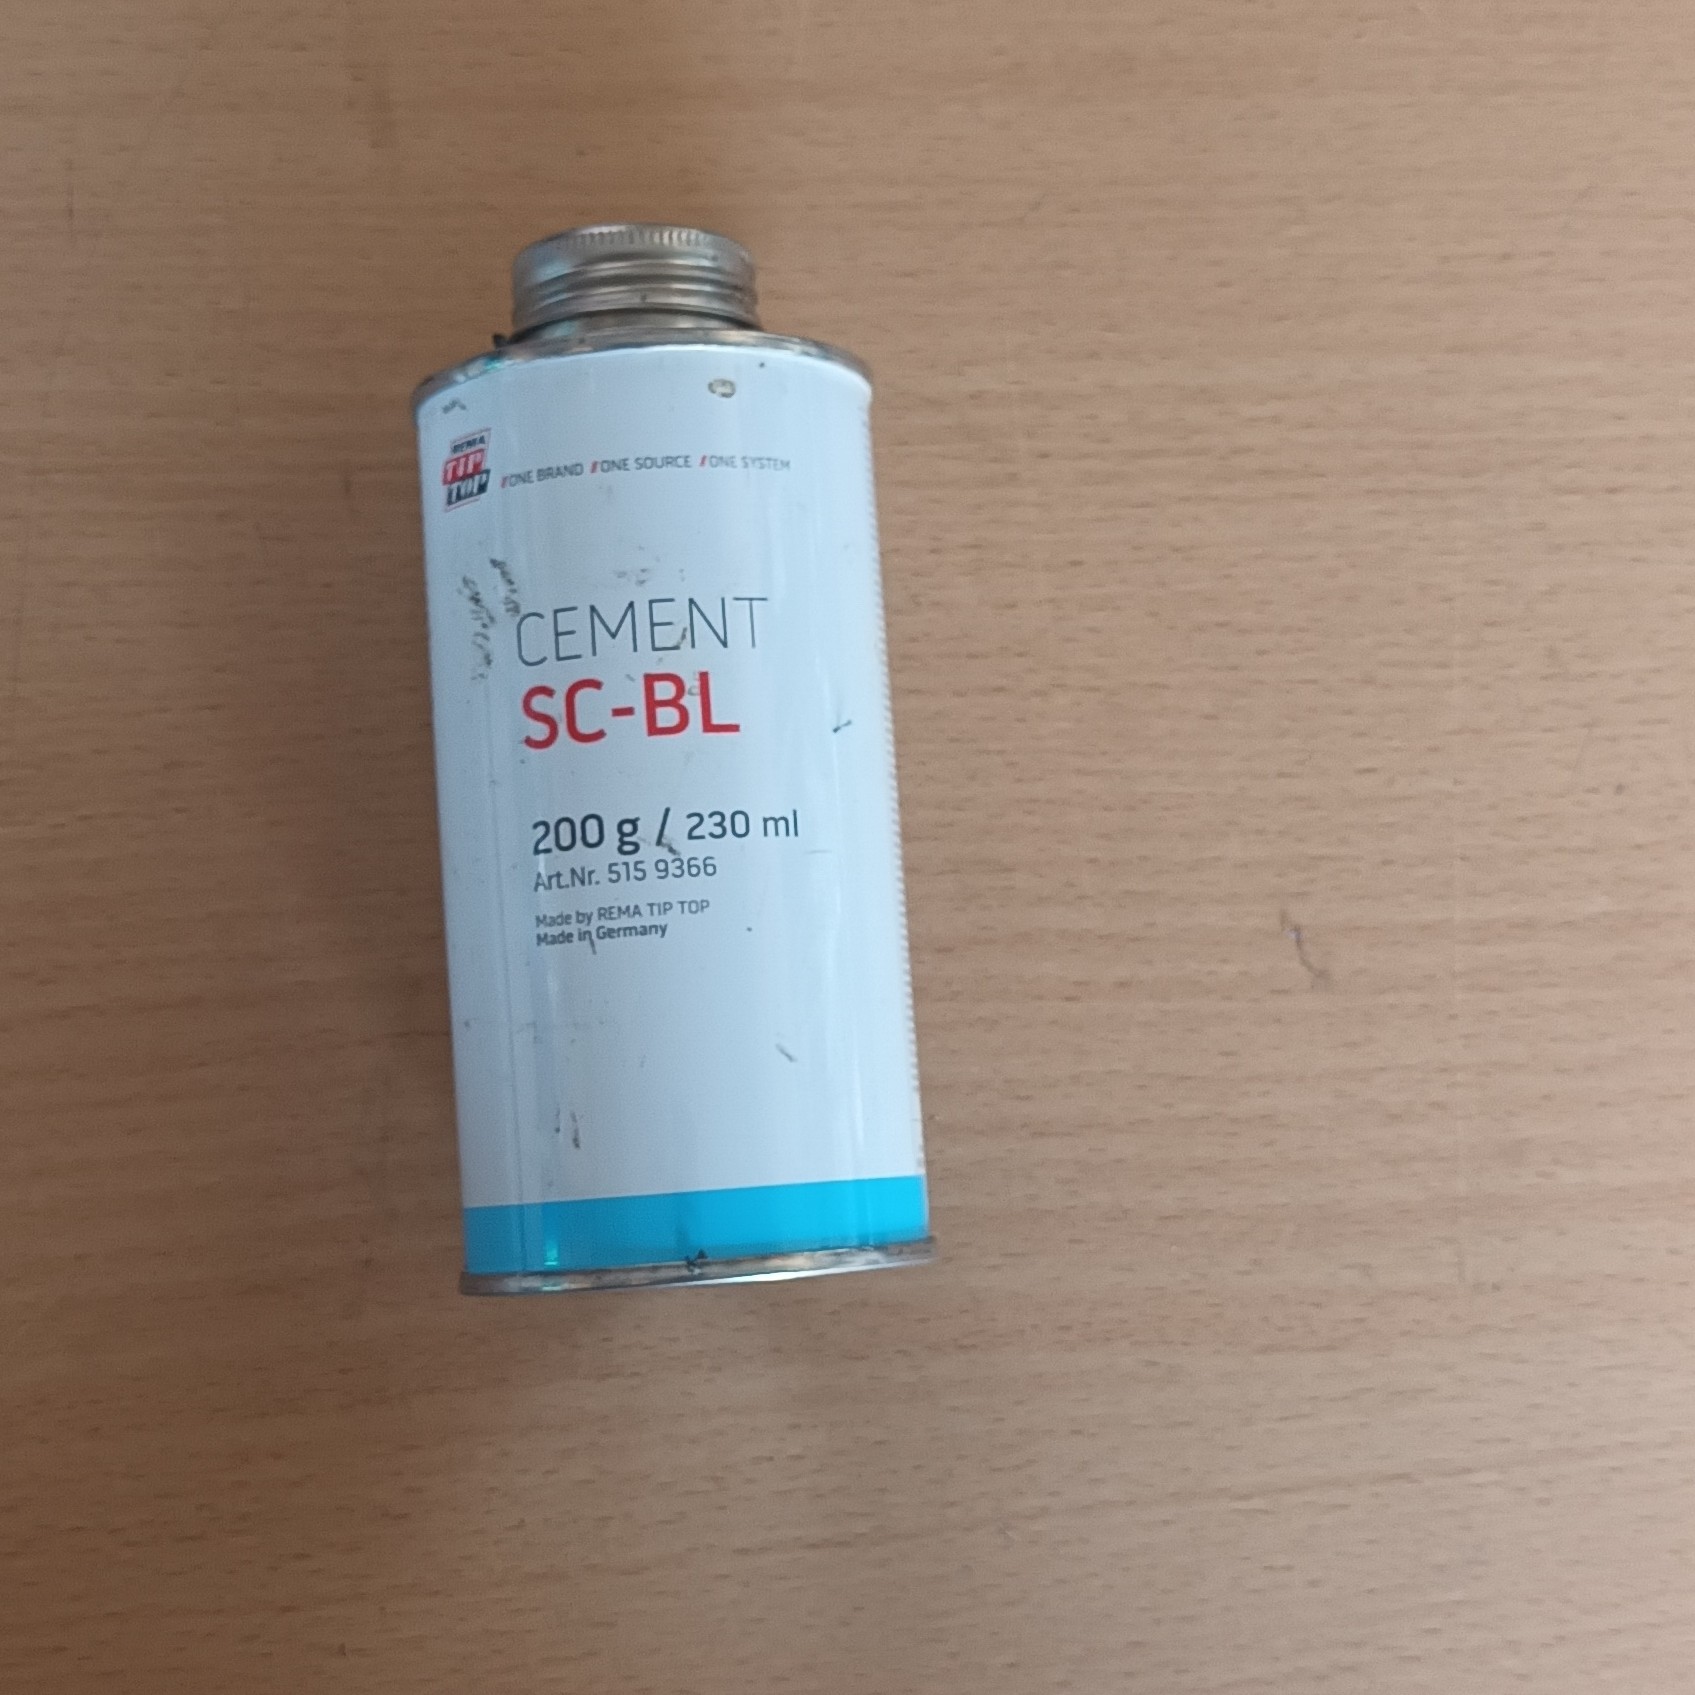 REMA
TIP
TOP
//ONE BRAND //ONE SOURCE //ONE SYSTEM
CEMENT
SC-BL
200 g / 230 ml
Art.Nr. 515 9366
Made by REMA TIP TOP
Made in Germany